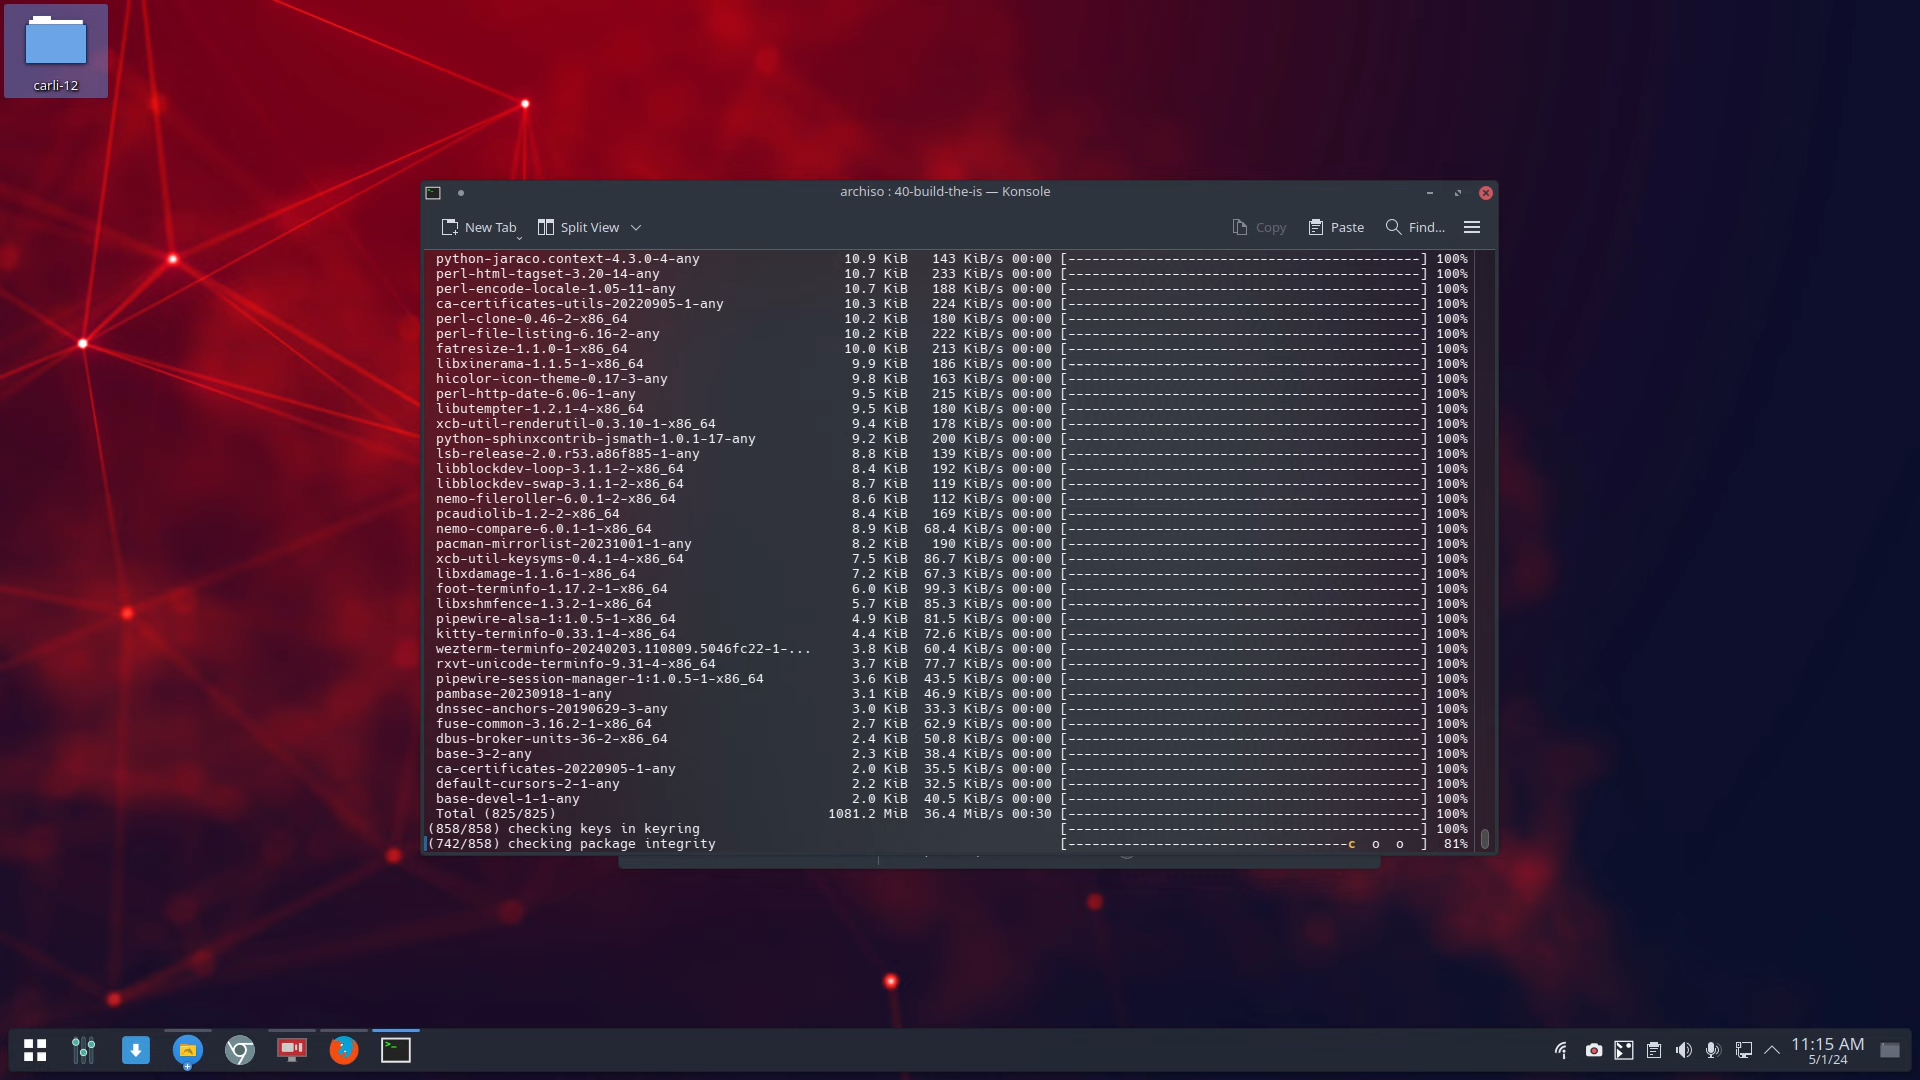 carli-12
archiso : 40-build-the-is — Konsole
New Tab Split View Copy Paste Find...
python-jaraco.context-4.3.0-4-any 10.9 KiB 143 KiB/s 00:00 [--------------------------------------------] 100%
perl-html-tagset-3.20-14-any 10.7 KiB 233 KiB/s 00:00 [--------------------------------------------] 100%
perl-encode-locale-1.05-11-any 10.7 KiB 188 KiB/s 00:00 [--------------------------------------------] 100%
ca-certificates-utils-20220905-1-any 10.3 KiB 224 KiB/s 00:00 [--------------------------------------------] 100%
perl-clone-0.46-2-x86_64 10.2 KiB 180 KiB/s 00:00 [--------------------------------------------] 100%
perl-file-listing-6.16-2-any 10.2 KiB 222 KiB/s 00:00 [--------------------------------------------] 100%
fatresize-1.1.0-1-x86_64 10.0 KiB 213 KiB/s 00:00 [--------------------------------------------] 100%
libxinerama-1.1.5-1-x86_64 9.9 KiB 186 KiB/s 00:00 [--------------------------------------------] 100%
hicolor-icon-theme-0.17-3-any 9.8 KiB 163 KiB/s 00:00 [--------------------------------------------] 100%
perl-http-date-6.06-1-any 9.5 KiB 215 KiB/s 00:00 [--------------------------------------------] 100%
libutempter-1.2.1-4-x86_64 9.5 KiB 180 KiB/s 00:00 [--------------------------------------------] 100%
xcb-util-renderutil-0.3.10-1-x86_64 9.4 KiB 178 KiB/s 00:00 [--------------------------------------------] 100%
python-sphinxcontrib-jsmath-1.0.1-17-any 9.2 KiB 200 KiB/s 00:00 [--------------------------------------------] 100%
lsb-release-2.0.r53.a86f885-1-any 8.8 KiB 139 KiB/s 00:00 [--------------------------------------------] 100%
libblockdev-loop-3.1.1-2-x86_64 8.4 KiB 192 KiB/s 00:00 [--------------------------------------------] 100%
libblockdev-swap-3.1.1-2-x86_64 8.7 KiB 119 KiB/s 00:00 [--------------------------------------------] 100%
nemo-fileroller-6.0.1-2-x86_64 8.6 KiB 112 KiB/s 00:00 [--------------------------------------------] 100%
pcaudiolib-1.2-2-x86_64 8.4 KiB 169 KiB/s 00:00 [--------------------------------------------] 100%
nemo-compare-6.0.1-1-x86_64 8.9 KiB 68.4 KiB/s 00:00 [--------------------------------------------] 100%
pacman-mirrorlist-20231001-1-any 8.2 KiB 190 KiB/s 00:00 [--------------------------------------------] 100%
xcb-util-keysyms-0.4.1-4-x86_64 7.5 KiB 86.7 KiB/s 00:00 [--------------------------------------------] 100%
libxdamage-1.1.6-1-x86_64 7.2 KiB 67.3 KiB/s 00:00 [--------------------------------------------] 100%
foot-terminfo-1.17.2-1-x86_64 6.0 KiB 99.3 KiB/s 00:00 [--------------------------------------------] 100%
libxshmfence-1.3.2-1-x86_64 5.7 KiB 85.3 KiB/s 00:00 [--------------------------------------------] 100%
pipewire-alsa-1:1.0.5-1-x86_64 4.9 KiB 81.5 KiB/s 00:00 [--------------------------------------------] 100%
kitty-terminfo-0.33.1-4-x86_64 4.4 KiB 72.6 KiB/s 00:00 [--------------------------------------------] 100%
wezterm-terminfo-20240203.110809.5046fc22-1-... 3.8 KiB 60.4 KiB/s 00:00 [--------------------------------------------] 100%
rxvt-unicode-terminfo-9.31-4-x86_64 3.7 KiB 77.7 KiB/s 00:00 [--------------------------------------------] 100%
pipewire-session-manager-1:1.0.5-1-x86_64 3.6 KiB 43.5 KiB/s 00:00 [--------------------------------------------] 100%
pambase-20230918-1-any 3.1 KiB 46.9 KiB/s 00:00 [--------------------------------------------] 100%
dnssec-anchors-20190629-3-any 3.0 KiB 33.3 KiB/s 00:00 [--------------------------------------------] 100%
fuse-common-3.16.2-1-x86_64 2.7 KiB 62.9 KiB/s 00:00 [--------------------------------------------] 100%
dbus-broker-units-36-2-x86_64 2.4 KiB 50.8 KiB/s 00:00 [--------------------------------------------] 100%
base-3-2-any 2.3 KiB 38.4 KiB/s 00:00 [--------------------------------------------] 100%
ca-certificates-20220905-1-any 2.0 KiB 35.5 KiB/s 00:00 [--------------------------------------------] 100%
default-cursors-2-1-any 2.2 KiB 32.5 KiB/s 00:00 [--------------------------------------------] 100%
base-devel-1-1-any 2.0 KiB 40.5 KiB/s 00:00 [--------------------------------------------] 100%
Total (825/825) 1081.2 MiB 36.4 MiB/s 00:30 [--------------------------------------------] 100%
(858/858) checking keys in keyring [--------------------------------------------] 100%
(742/858) checking package integrity [-----------------------------------c  o  o  ] 81%
11:15 AM
5/1/24